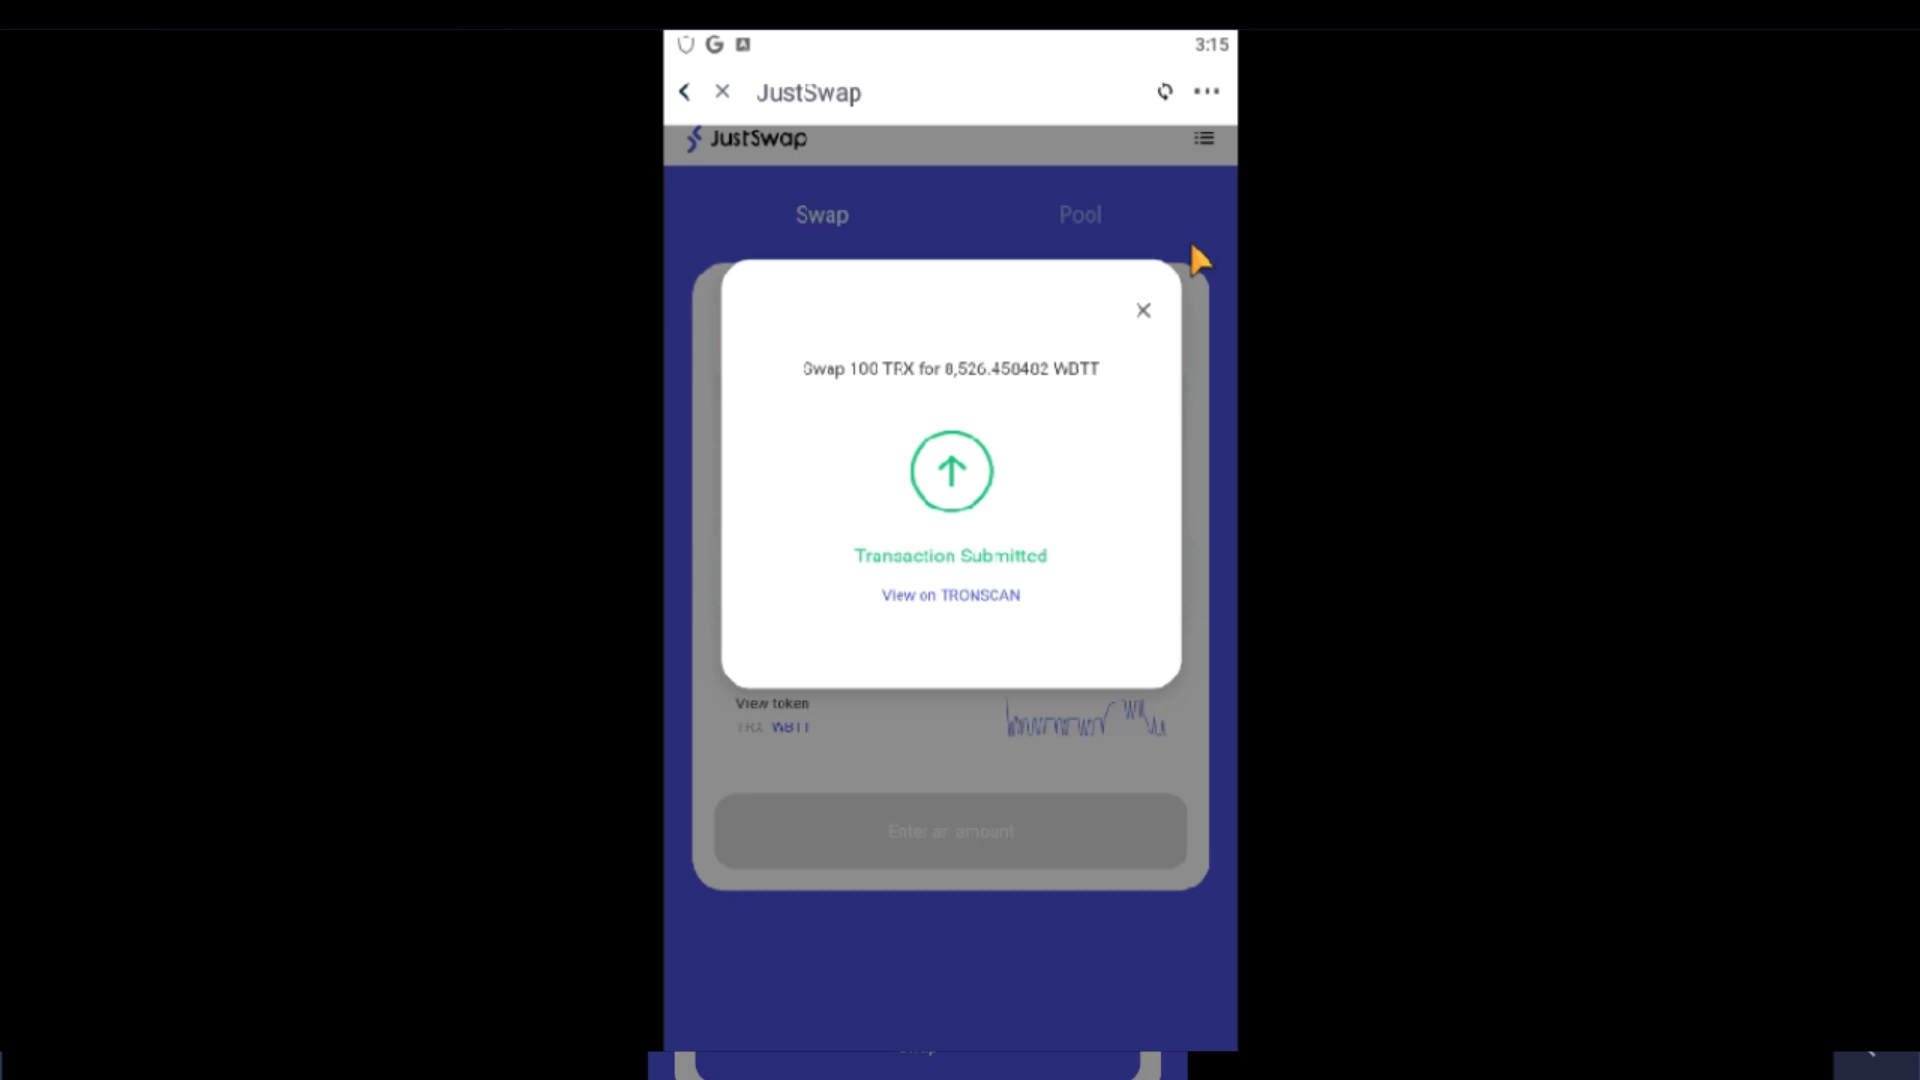 3:15
JustSwap
JustSwap
Swap Pool
Swap 100 TRX for 8,526.450402 WBTT
Transaction Submitted
View on TRONSCAN
View token
TRX WBTT
Enter an amount